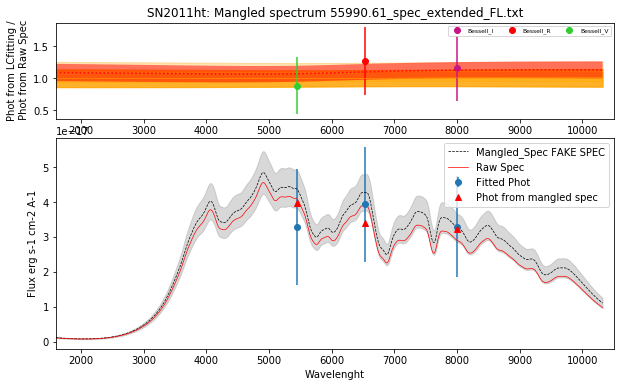 SN2011ht: Mangled spectrum 55990.61_spec_extended_FL.txt
Phot from LCfitting /
Phot from Raw Spec
1.5
1.0
0.5
Bessell_I
Bessell_R
Bessell_V
2000 3000 4000 5000 6000 7000 8000 9000 10000
Flux erg s-1 cm-2 A-1
5
4
3
2
1
0
Mangled_Spec FAKE SPEC
Raw Spec
Fitted Phot
Phot from mangled spec
2000 3000 4000 5000 6000 7000 8000 9000 10000
Wavelenght